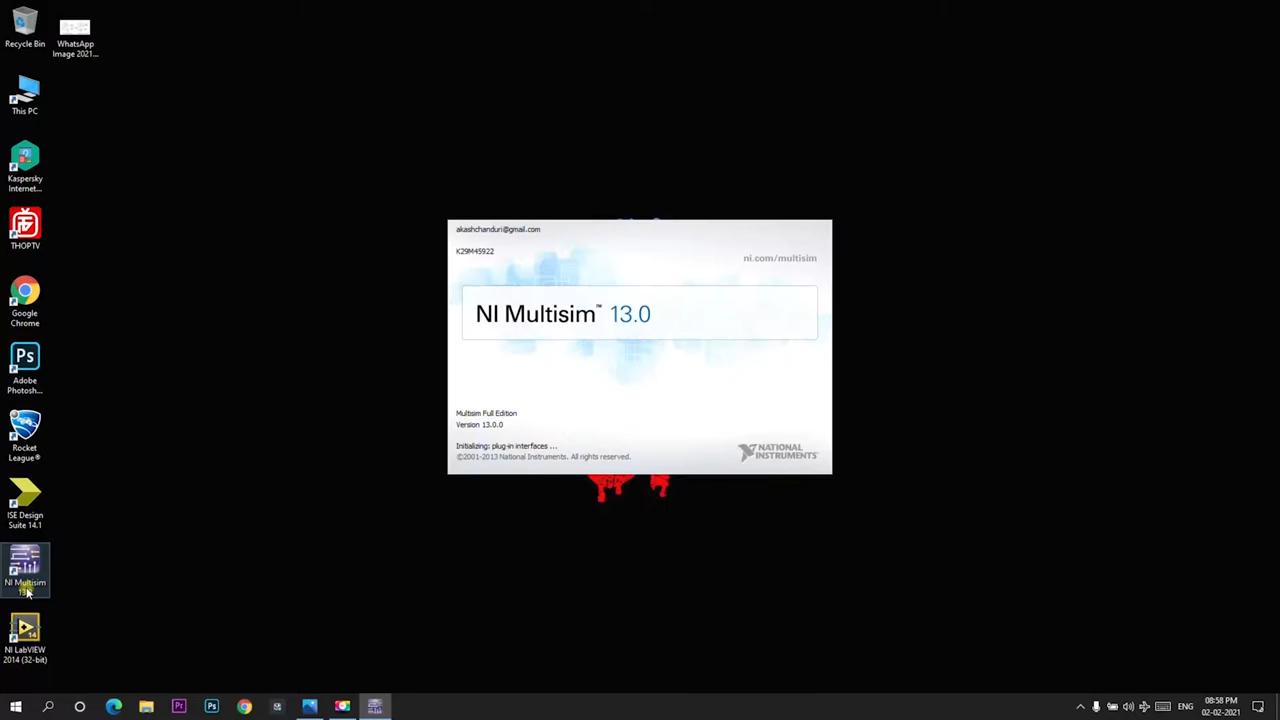 Recycle Bin
WhatsApp
Image 2021...
This PC
Kaspersky
Internet...
THOPTV
Google
Chrome
Adobe
Photosh...
Rocket
League®
ISE Design
Suite 14.1
NI Multisim
NI LabVIEW
2014 (32-bit)
akashchanduri@gmail.com
K29M45922
ni.com/multisim
NI Multisim™ 13.0
Multisim Full Edition
Version 13.0.0
Initializing: plug-in interfaces ...
©2001-2013 National Instruments. All rights reserved.
NATIONAL
INSTRUMENTS
ENG
08:58 PM
02-02-2021